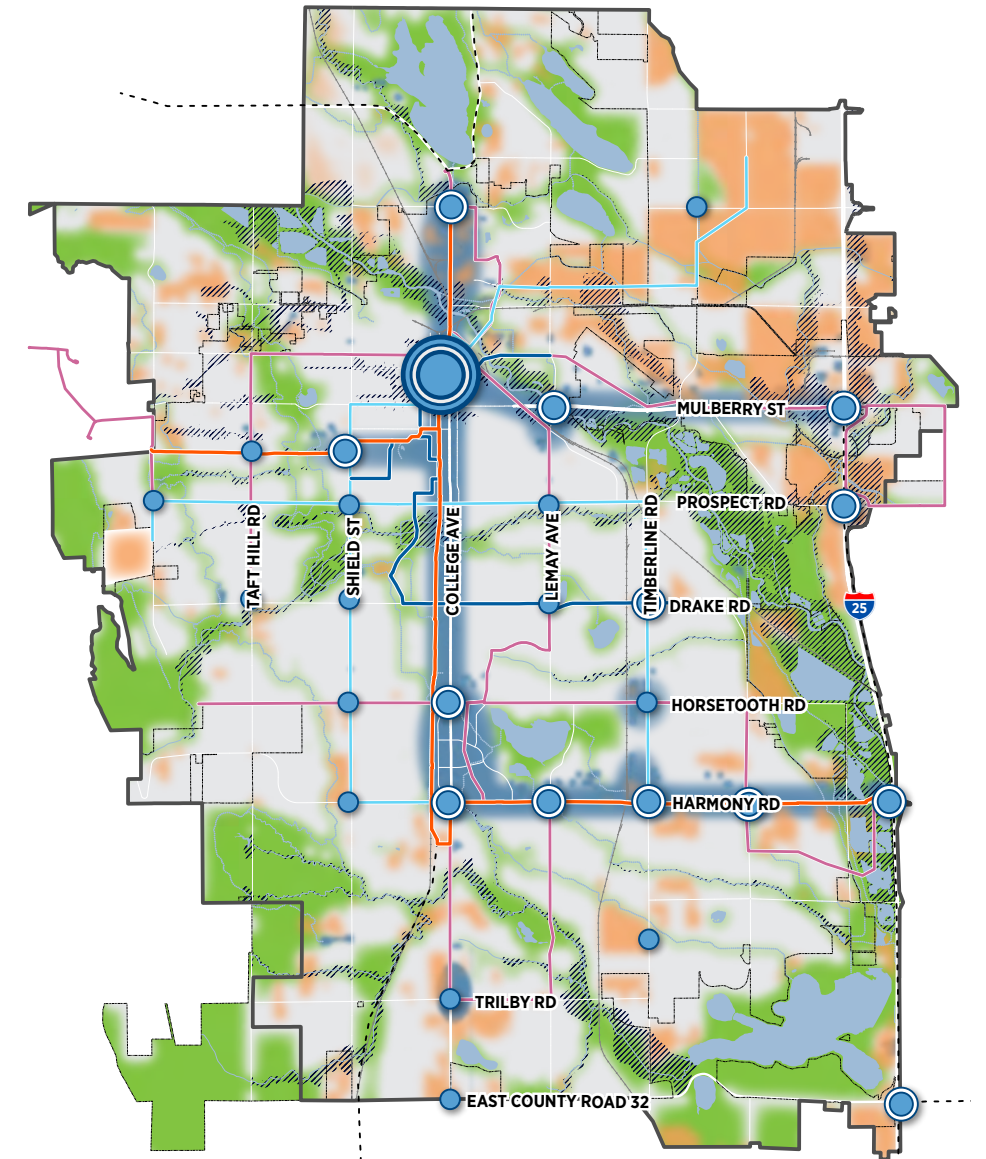 MULBERRY ST
PROSPECT RD
TAFT HILL RD
SHIELD ST
COLLEGE AVE
LEMAY AVE
TIMBERLINE RD
DRAKE RD
25
HORSETOOTH RD
HARMONY RD
TRILBY RD
EAST COUNTY ROAD 32